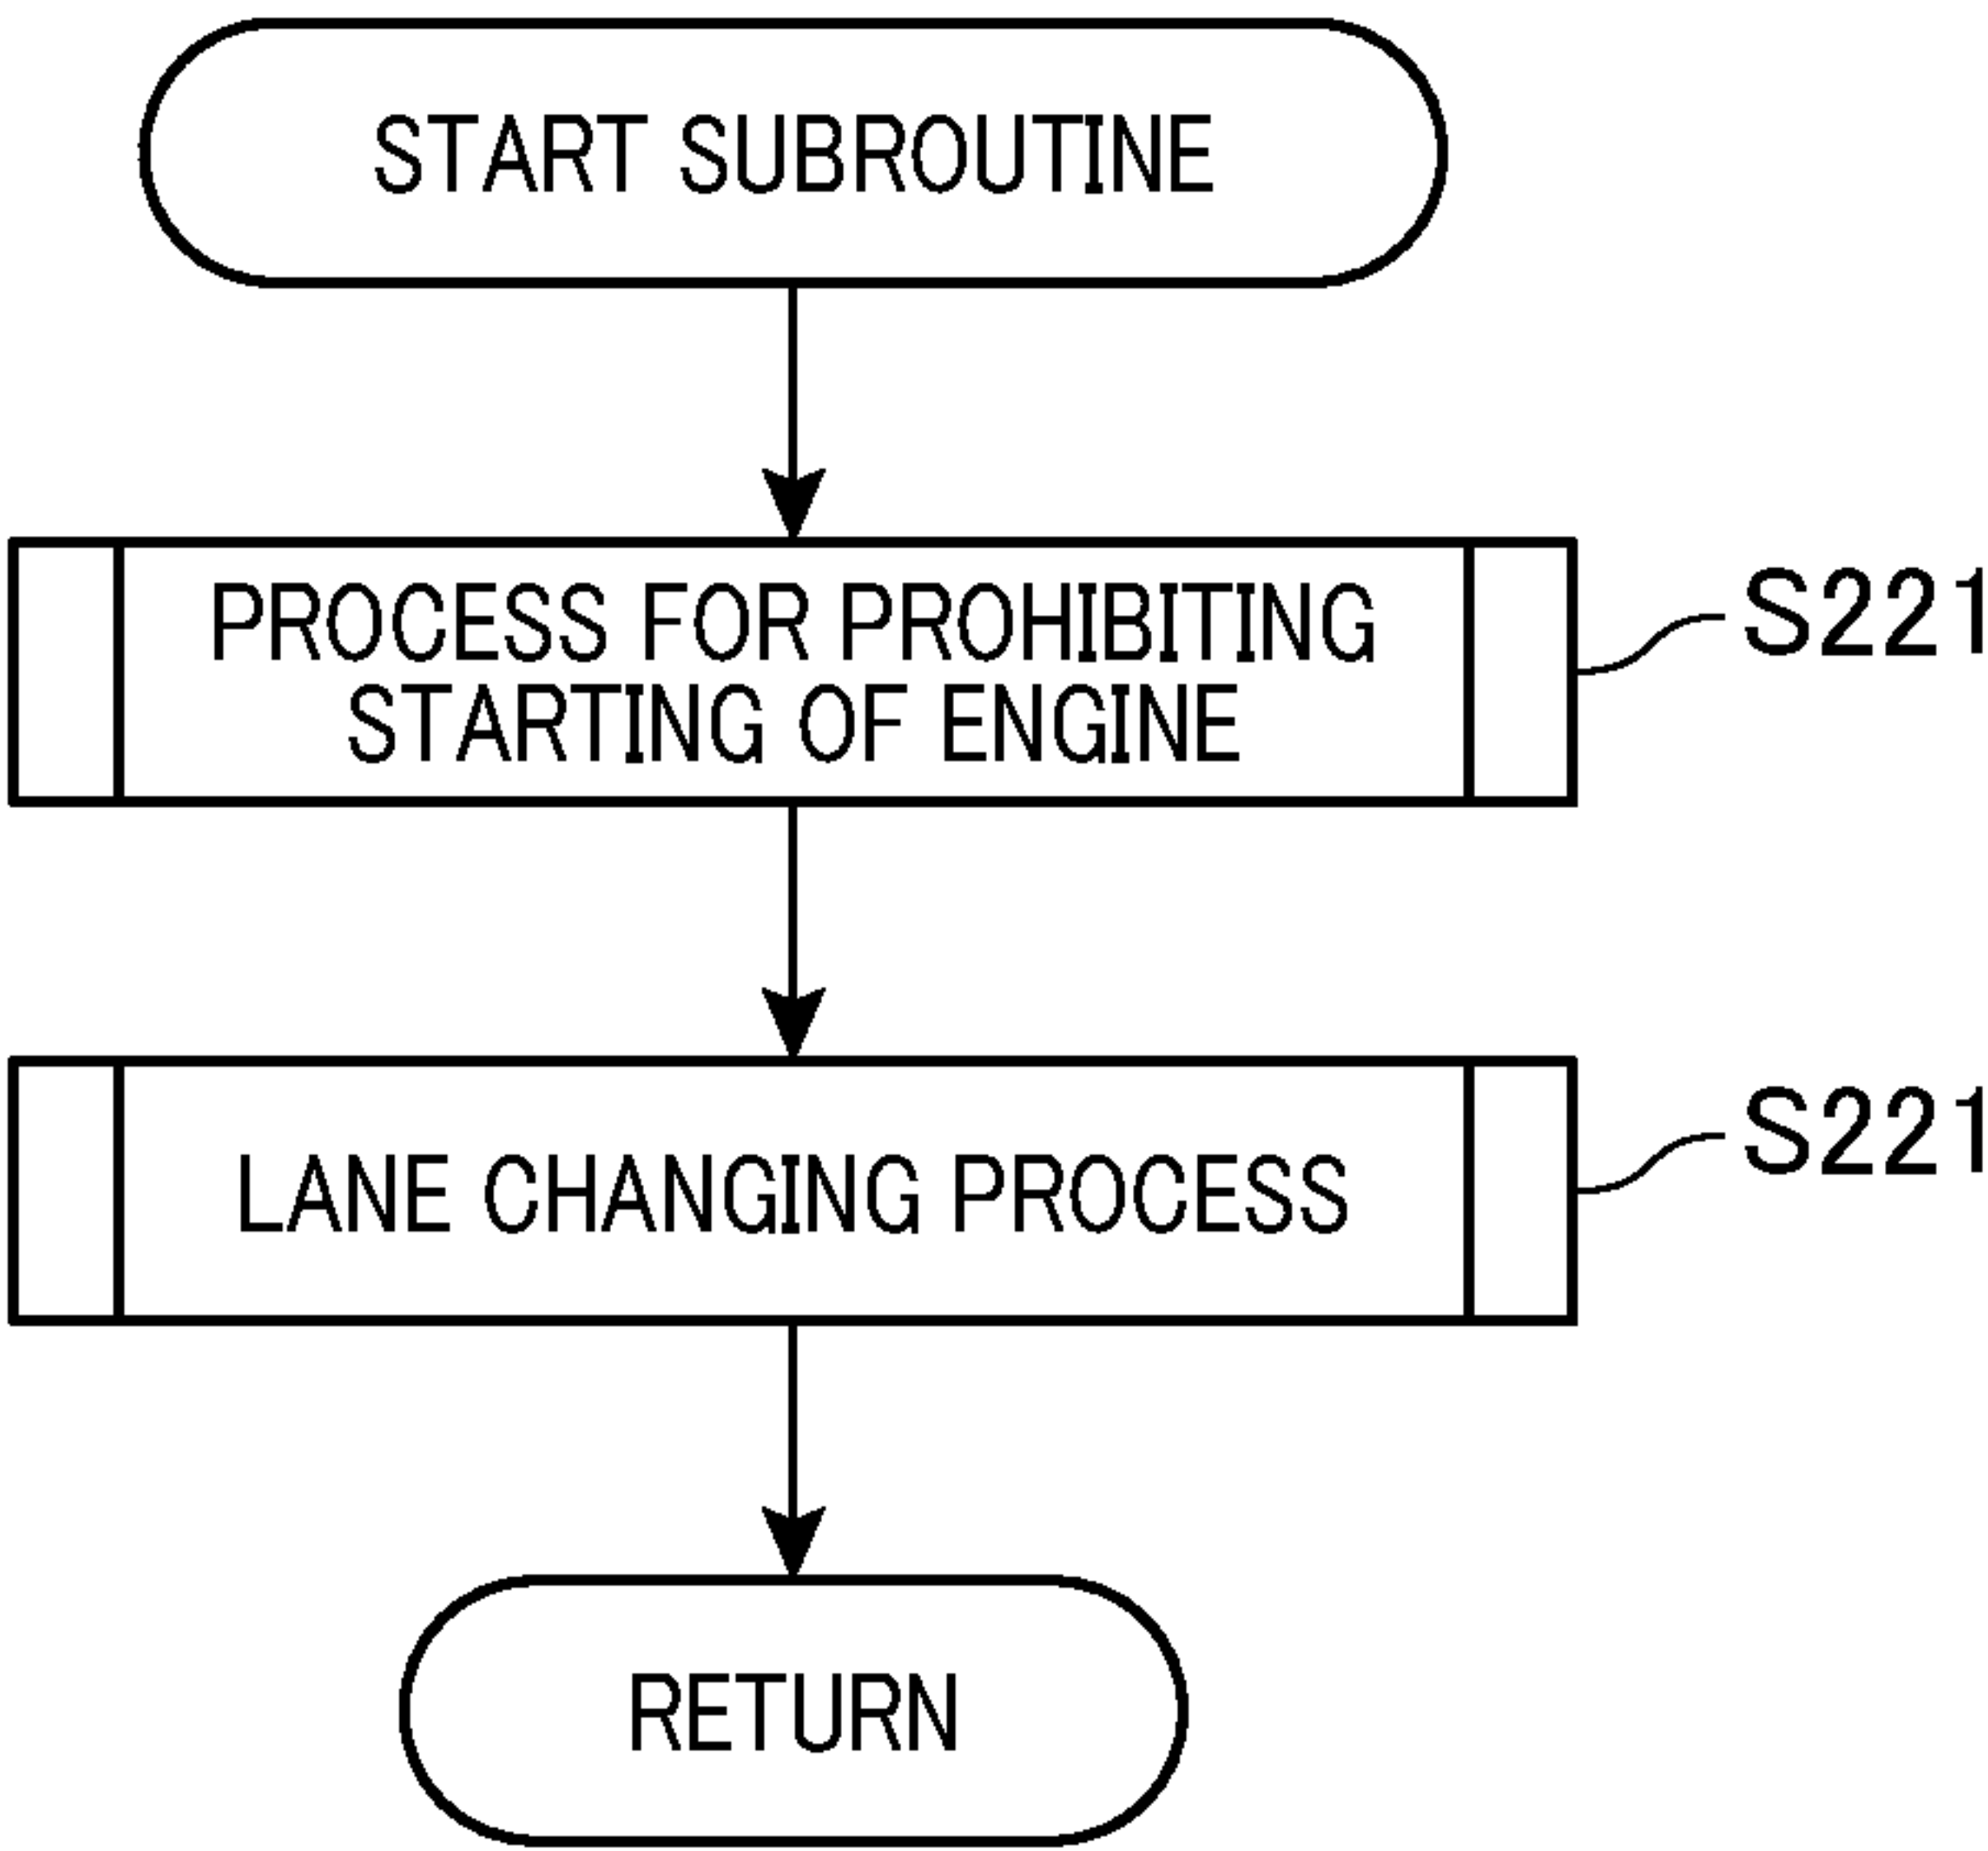 START SUBROUTINE
PROCESS FOR PROHIBITING
STARTING OF ENGINE
S221
LANE CHANGING PROCESS
S221
RETURN